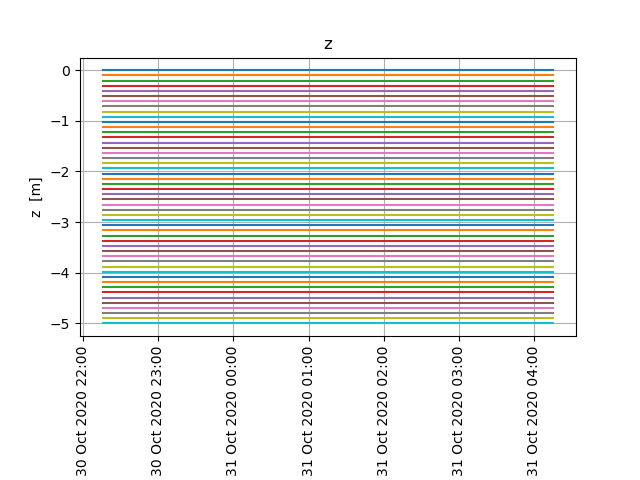 z
0
−1
−2
−3
−4
−5
z [m]
30 Oct 2020 22:00
30 Oct 2020 23:00
31 Oct 2020 00:00
31 Oct 2020 01:00
31 Oct 2020 02:00
31 Oct 2020 03:00
31 Oct 2020 04:00